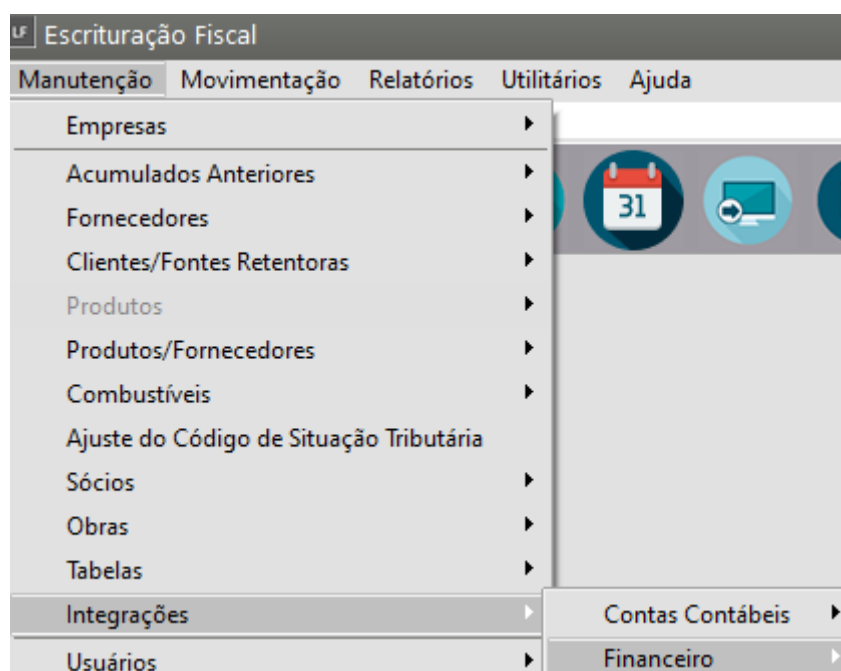 LF Escrituração Fiscal
Manutenção Movimentação Relatórios Utilitários Ajuda
Empresas
Acumulados Anteriores
Fornecedores
31
Clientes/Fontes Retentoras
Produtos
Produtos/Fornecedores
Combustíveis
Ajuste do Código de Situação Tributária
Sócios
Obras
Tabelas
Integrações Contas Contábeis
Usuários Financeiro